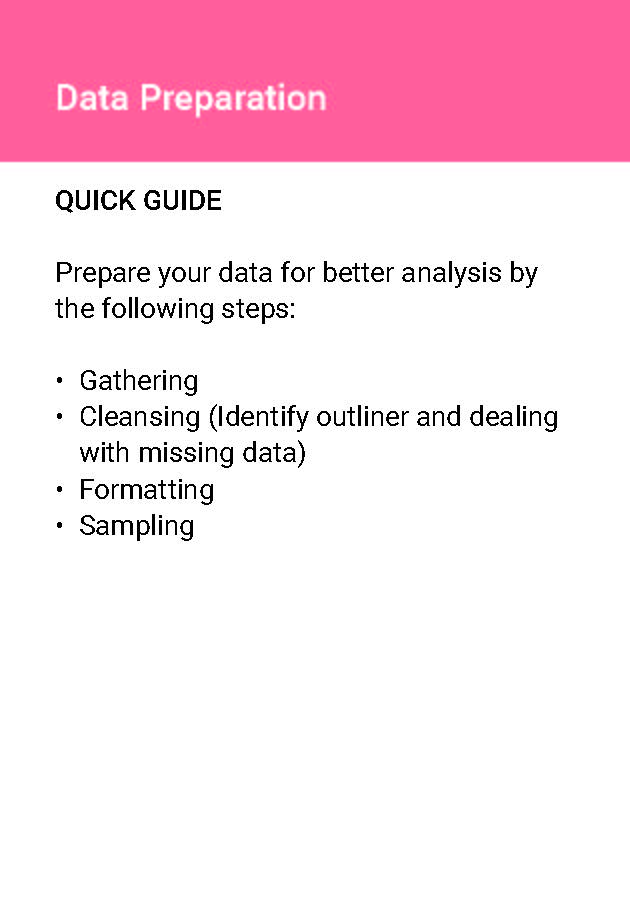 Data Preparation
QUICK GUIDE
Prepare your data for better analysis by
the following steps:
• Gathering
• Cleansing (Identify outliner and dealing
with missing data)
• Formatting
• Sampling